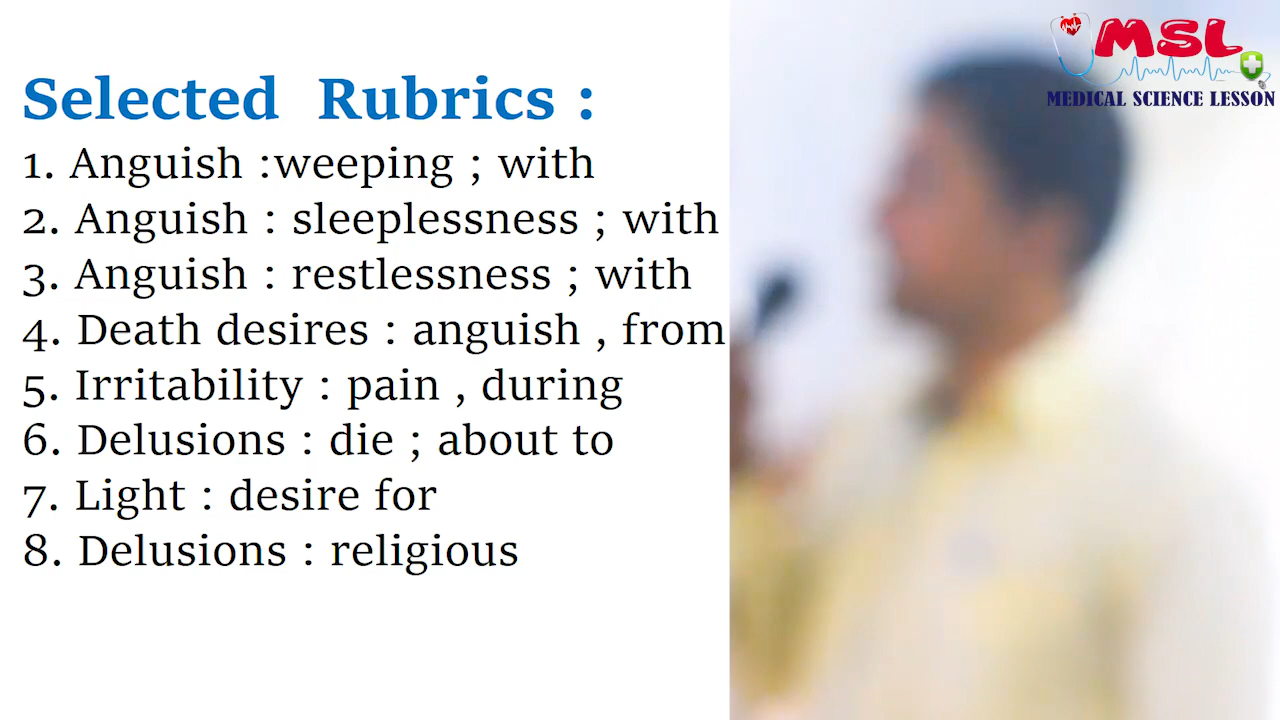 Selected Rubrics :
1. Anguish :weeping ; with
2. Anguish : sleeplessness ; with
3. Anguish : restlessness ; with
4. Death desires : anguish , from
5. Irritability : pain , during
6. Delusions : die ; about to
7. Light : desire for
8. Delusions : religious
MSL
MEDICAL SCIENCE LESSON